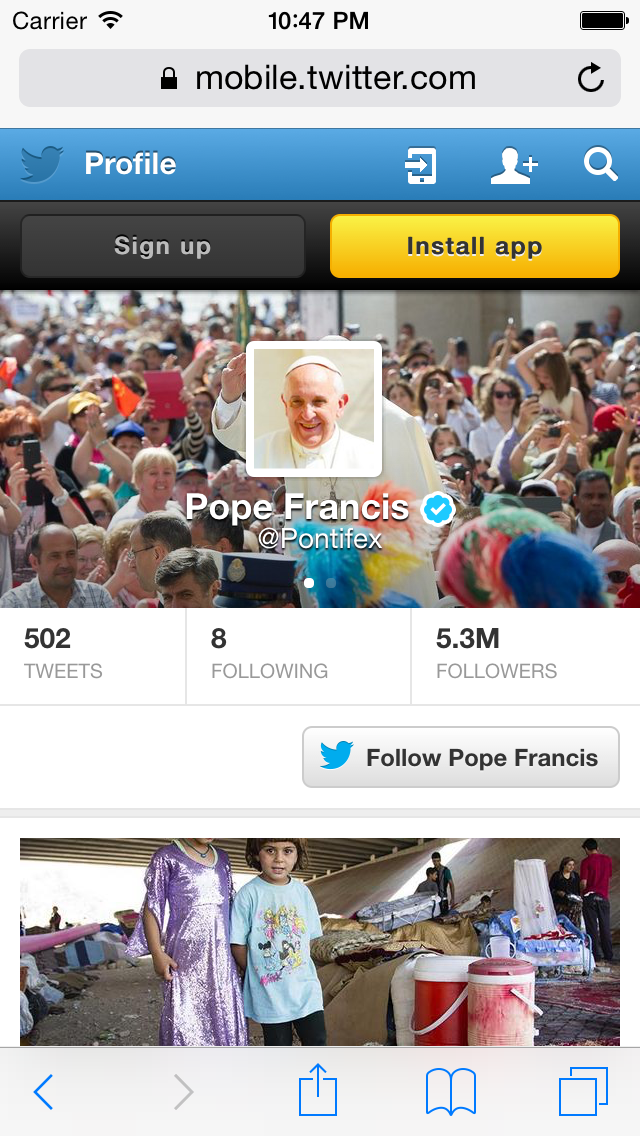 Carrier 10:47 PM
mobile.twitter.com
Profile
Sign up Install app
Pope Francis
@Pontifex
502 8 5.3M
TWEETS FOLLOWING FOLLOWERS
Follow Pope Francis